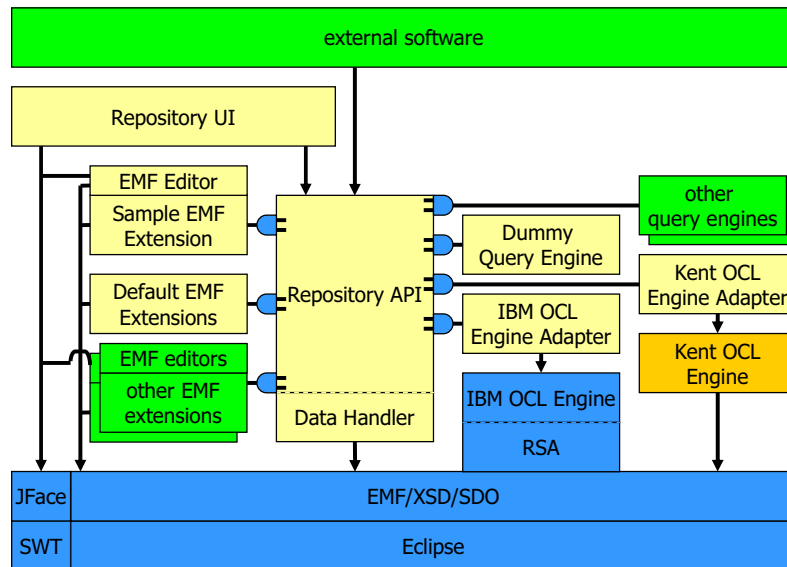 external software
Repository UI
EMF Editor
Sample EMF
Extension
Default EMF
Extensions
EMF editors
other EMF
extensions
Repository API
Data Handler
other
query engines
Dummy
Query Engine
Kent OCL
Engine Adapter
IBM OCL
Engine Adapter
Kent OCL
Engine
IBM OCL Engine
RSA
JFace
EMF/XSD/SDO
SWT
Eclipse